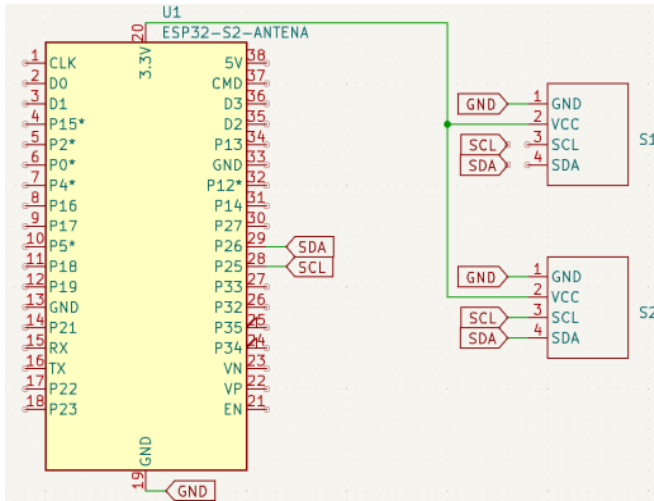 U1
ESP32-S2-ANTENA
20
3.3V
1 CLK 5V 38
2 D0 CMD 37
3 D1 D3 36
4 P15* D2 35
5 P2* P13 34
6 P0* GND 33
7 P4* P12* 32
8 P16 P14 31
9 P17 P27 30
10 P5* P26 29 SDA
11 P18 P25 28 SCL
12 P19 P33 27
13 GND P32 26
14 P21 P35 25
15 RX P34 24
16 TX VN 23
17 P22 VP 22
18 P23 EN 21
GND
19 GND
GND 1 GND
2 VCC
SCL 3 SCL S1
SDA 4 SDA
GND 1 GND
2 VCC
SCL 3 SCL S2
SDA 4 SDA